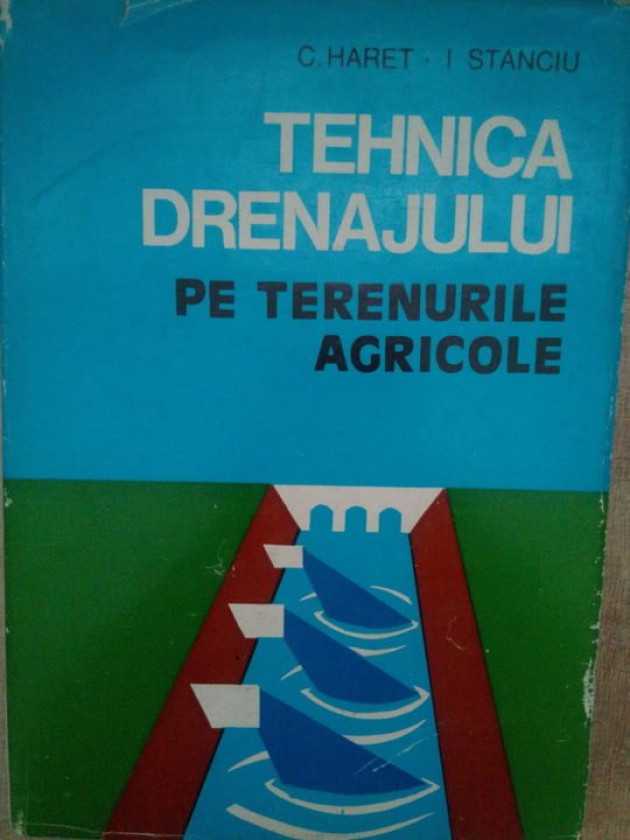 C. HARET · I STANCIU
TEHNICA
DRENAJULUI
PE TERENURILE
AGRICOLE